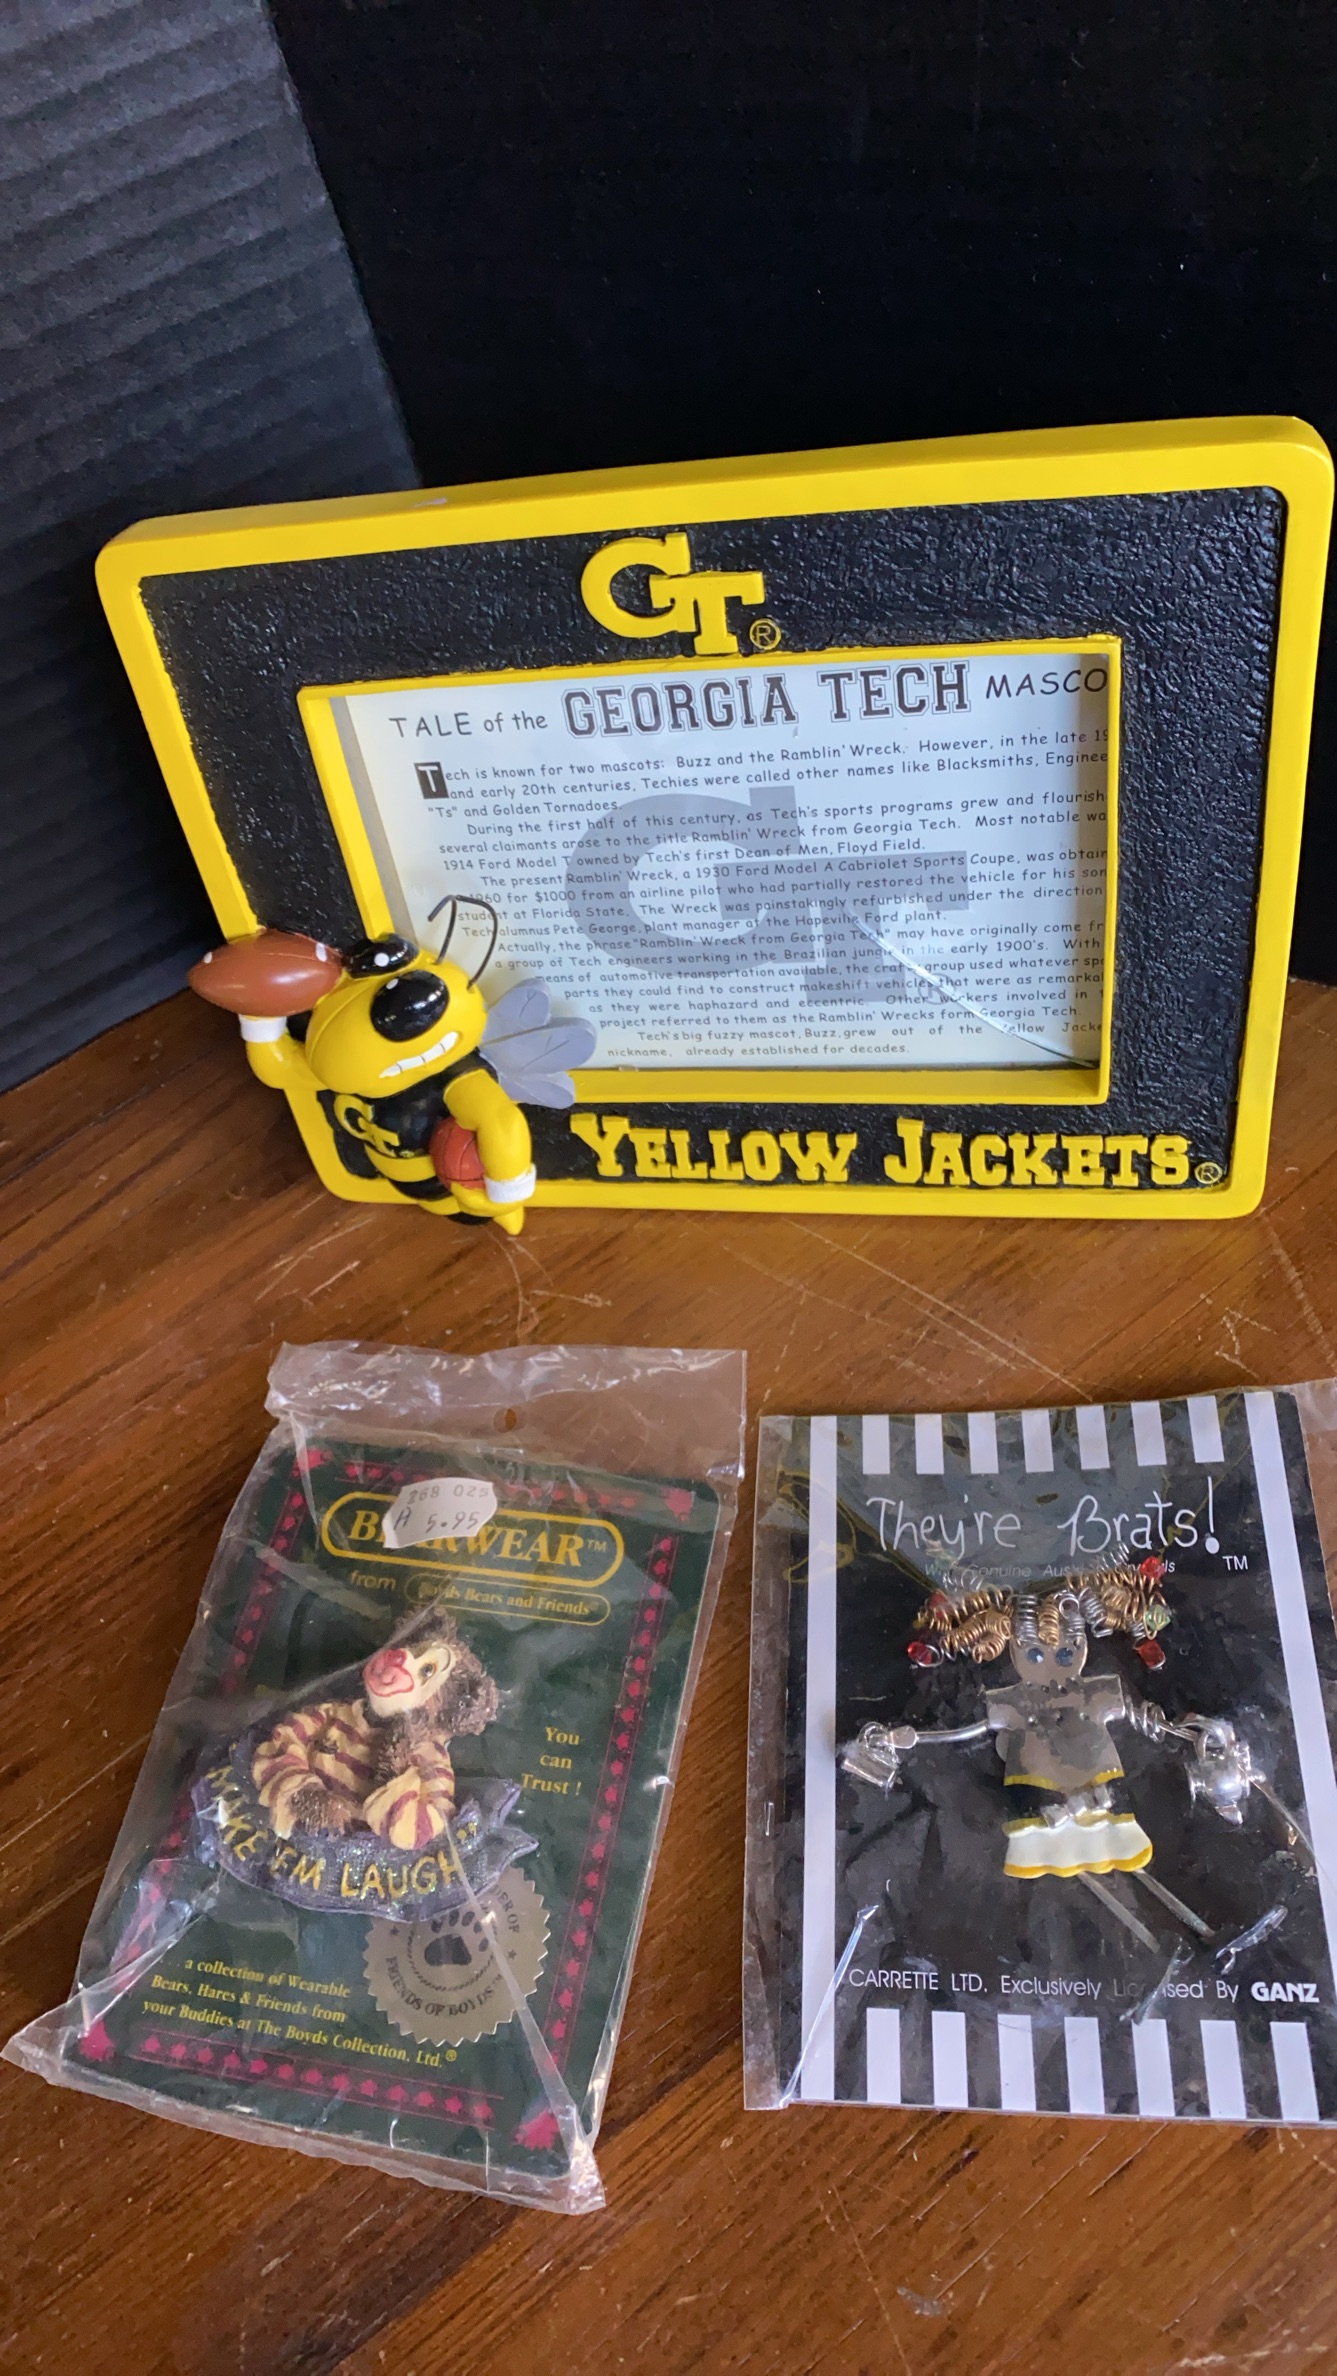 GT®
TALE of the GEORGIA TECH MASCO
Tech is known for two mascots: Buzz and the Ramblin' Wreck. However, in the late 19
and early 20th centuries, Techies were called other names like Blacksmiths, Enginee
"Ts" and Golden Tornadoes.
During the first half of this century, as Tech's sports programs grew and flourish
several claimants arose to the title Ramblin' Wreck from Georgia Tech. Most notable wa
1914 Ford Model T owned by Tech's first Dean of Men, Floyd Field.
The present Ramblin' Wreck, a 1930 Ford Model A Cabriolet Sports Coupe, was obtain
1960 for $1000 from an airline pilot who had partially restored the vehicle for his son
student at Florida State. The Wreck was painstakingly refurbished under the direction
Tech alumnus Pete George, plant manager at the Hapeville Ford plant.
Actually, the phrase "Ramblin' Wreck from Georgia Tech" may have originally come fr
a group of Tech engineers working in the Brazilian jungle in the early 1900's. With
means of automotive transportation available, the crafty group used whatever spa
parts they could find to construct makeshift vehicles that were as remarkal
as they were haphazard and eccentric. Other workers involved in t
project referred to them as the Ramblin' Wrecks form Georgia Tech.
Tech's big fuzzy mascot, Buzz, grew out of the Yellow Jacke
nickname, already established for decades.
GT
YELLOW JACKETS®
268 029
A 5.95
BEARWEAR™
from Boyds Bears and Friends®
You
can
Trust !
MAKE 'EM LAUGH"
FRIENDS OF BOYDS™
a collection of Wearable
Bears, Hares & Friends from
your Buddies at The Boyds Collection, Ltd.®
They're Brats!™
CARRETTE LTD. Exclusively Licensed By GANZ